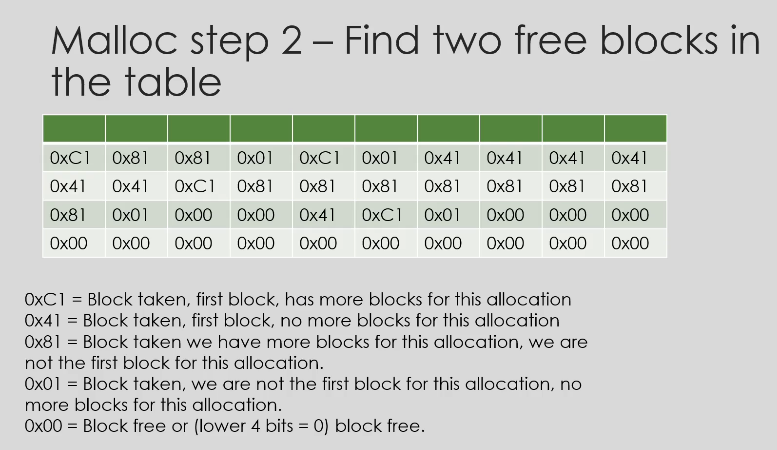 Malloc step 2 – Find two free blocks in
the table
0xC1 0x81 0x81 0x01 0xC1 0x01 0x41 0x41 0x41 0x41
0x41 0x41 0xC1 0x81 0x81 0x81 0x81 0x81 0x81 0x81
0x81 0x01 0x00 0x00 0x41 0xC1 0x01 0x00 0x00 0x00
0x00 0x00 0x00 0x00 0x00 0x00 0x00 0x00 0x00 0x00
0xC1 = Block taken, first block, has more blocks for this allocation
0x41 = Block taken, first block, no more blocks for this allocation
0x81 = Block taken we have more blocks for this allocation, we are
not the first block for this allocation.
0x01 = Block taken, we are not the first block for this allocation, no
more blocks for this allocation.
0x00 = Block free or (lower 4 bits = 0) block free.